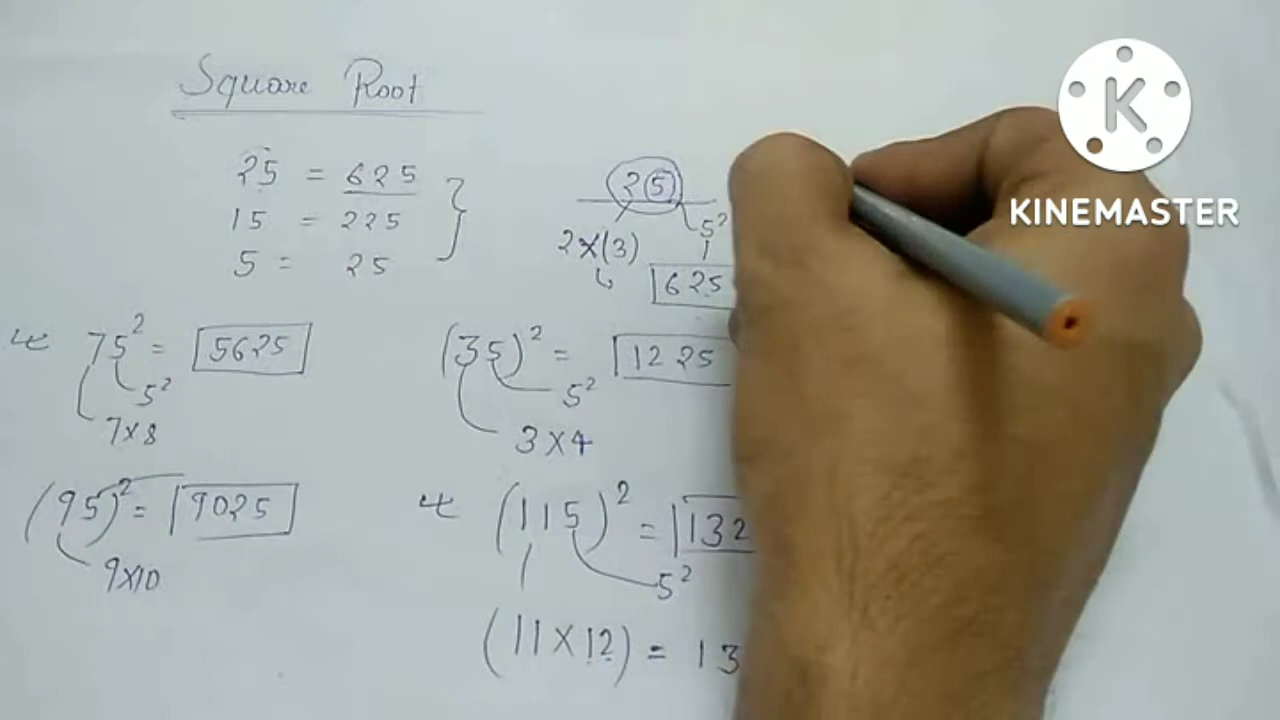 Square Root
25 = 625
15 = 225
5 = 25
25
2×(3)
5²
625
75² = 5625
5²
7×8
(35)² = 1225
5²
3×4
(95)² = 9025
9×10
(115)² = 132
5²
(11×12) = 13
KINEMASTER